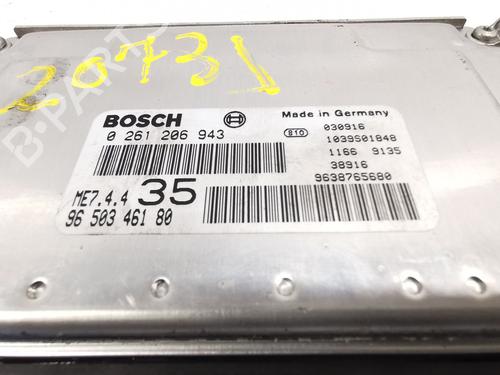 20731
BOSCH
0 261 206 943
ME7.4.4 35
96 503 461 80
Made in Germany
B10 030916
1039S01848
1166 9135
38916
9638765680
B-PARTS